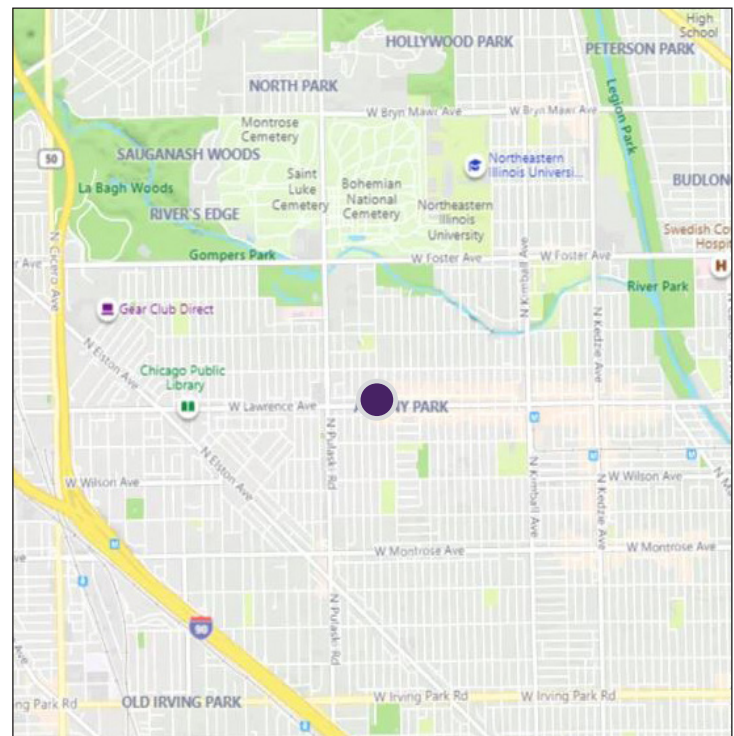 High
School
HOLLYWOOD PARK
PETERSON PARK
NORTH PARK
Legion Park
W Bryn Mawr Ave
W Bryn Mawr Ave
Montrose
Cemetery
50
SAUGANASH WOODS
Northeastern
Illinois Universi...
Saint
Luke
Cemetery
Bohemian
National
Cemetery
La Bagh Woods
BUDLON
Northeastern
Illinois
University
RIVER'S EDGE
Swedish Co
Hospit
N Cicero Ave
Gompers Park
N Kimball Ave
W Foster Ave
W Foster Ave
r Ave
H
River Park
Gear Club Direct
N Kedzie Ave
N Elston Ave
Chicago Public
Library
W Lawrence Ave
A NY PARK
N Pulaski Rd
N Elston Ave
N Kimball Ave
N Kedzie Ave
W Wilson Ave
W Wilson Ave
N M
W Montrose Ave
W Montrose Ave
ve
N Pulaski Rd
90
W Irving Park Rd
W Irving Park Rd
ng Park Rd
OLD IRVING PARK